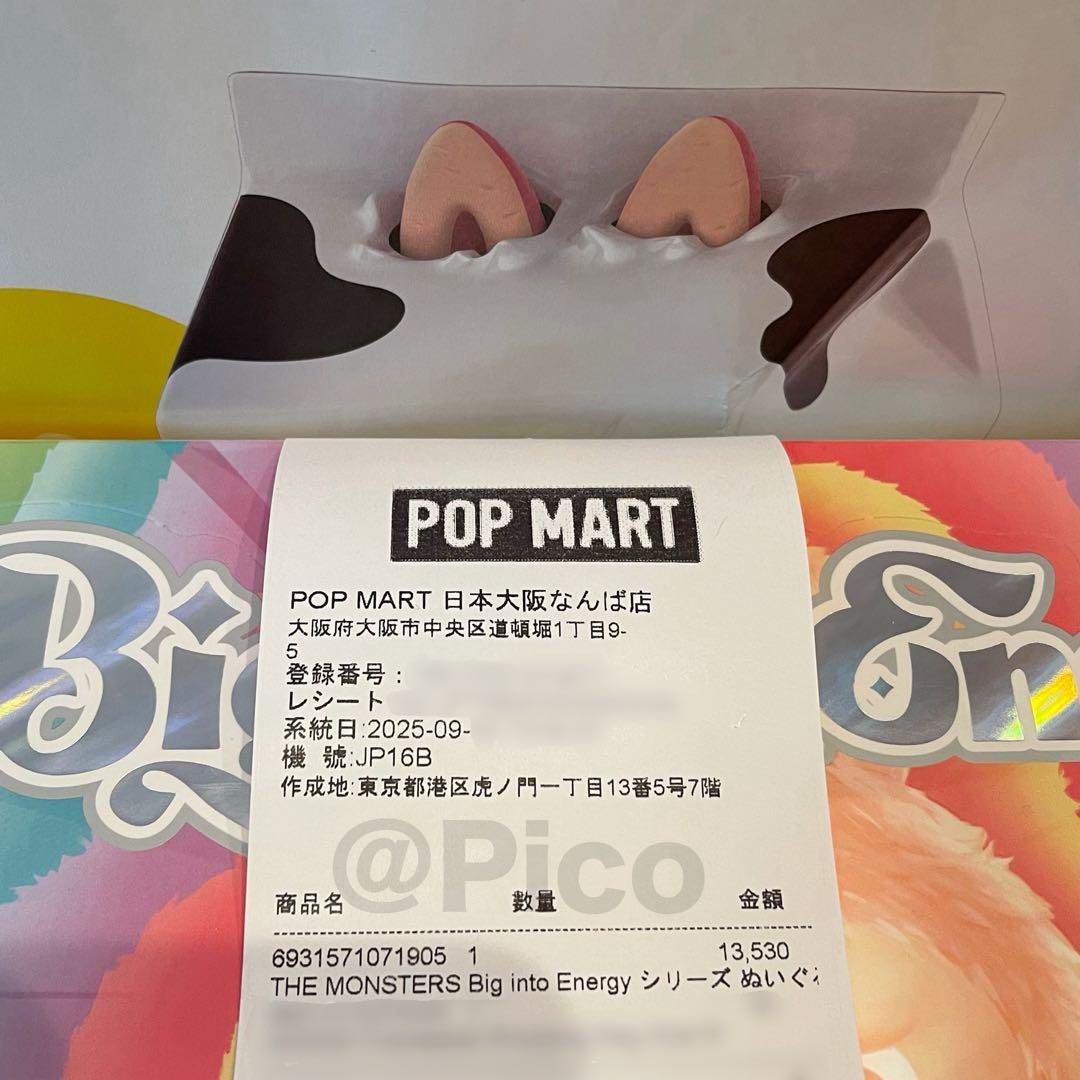 POP MART
POP MART 日本大阪なんば店
大阪府大阪市中央区道頓堀1丁目9-
5
登録番号:
レシート
系統日:2025-09-
機 號:JP16B
作成地:東京都港区虎ノ門一丁目13番5号7階
@Pico
商品名 數量 金額
6931571071905 1 13,530
THE MONSTERS Big into Energy シリーズ ぬいぐ
Big
En